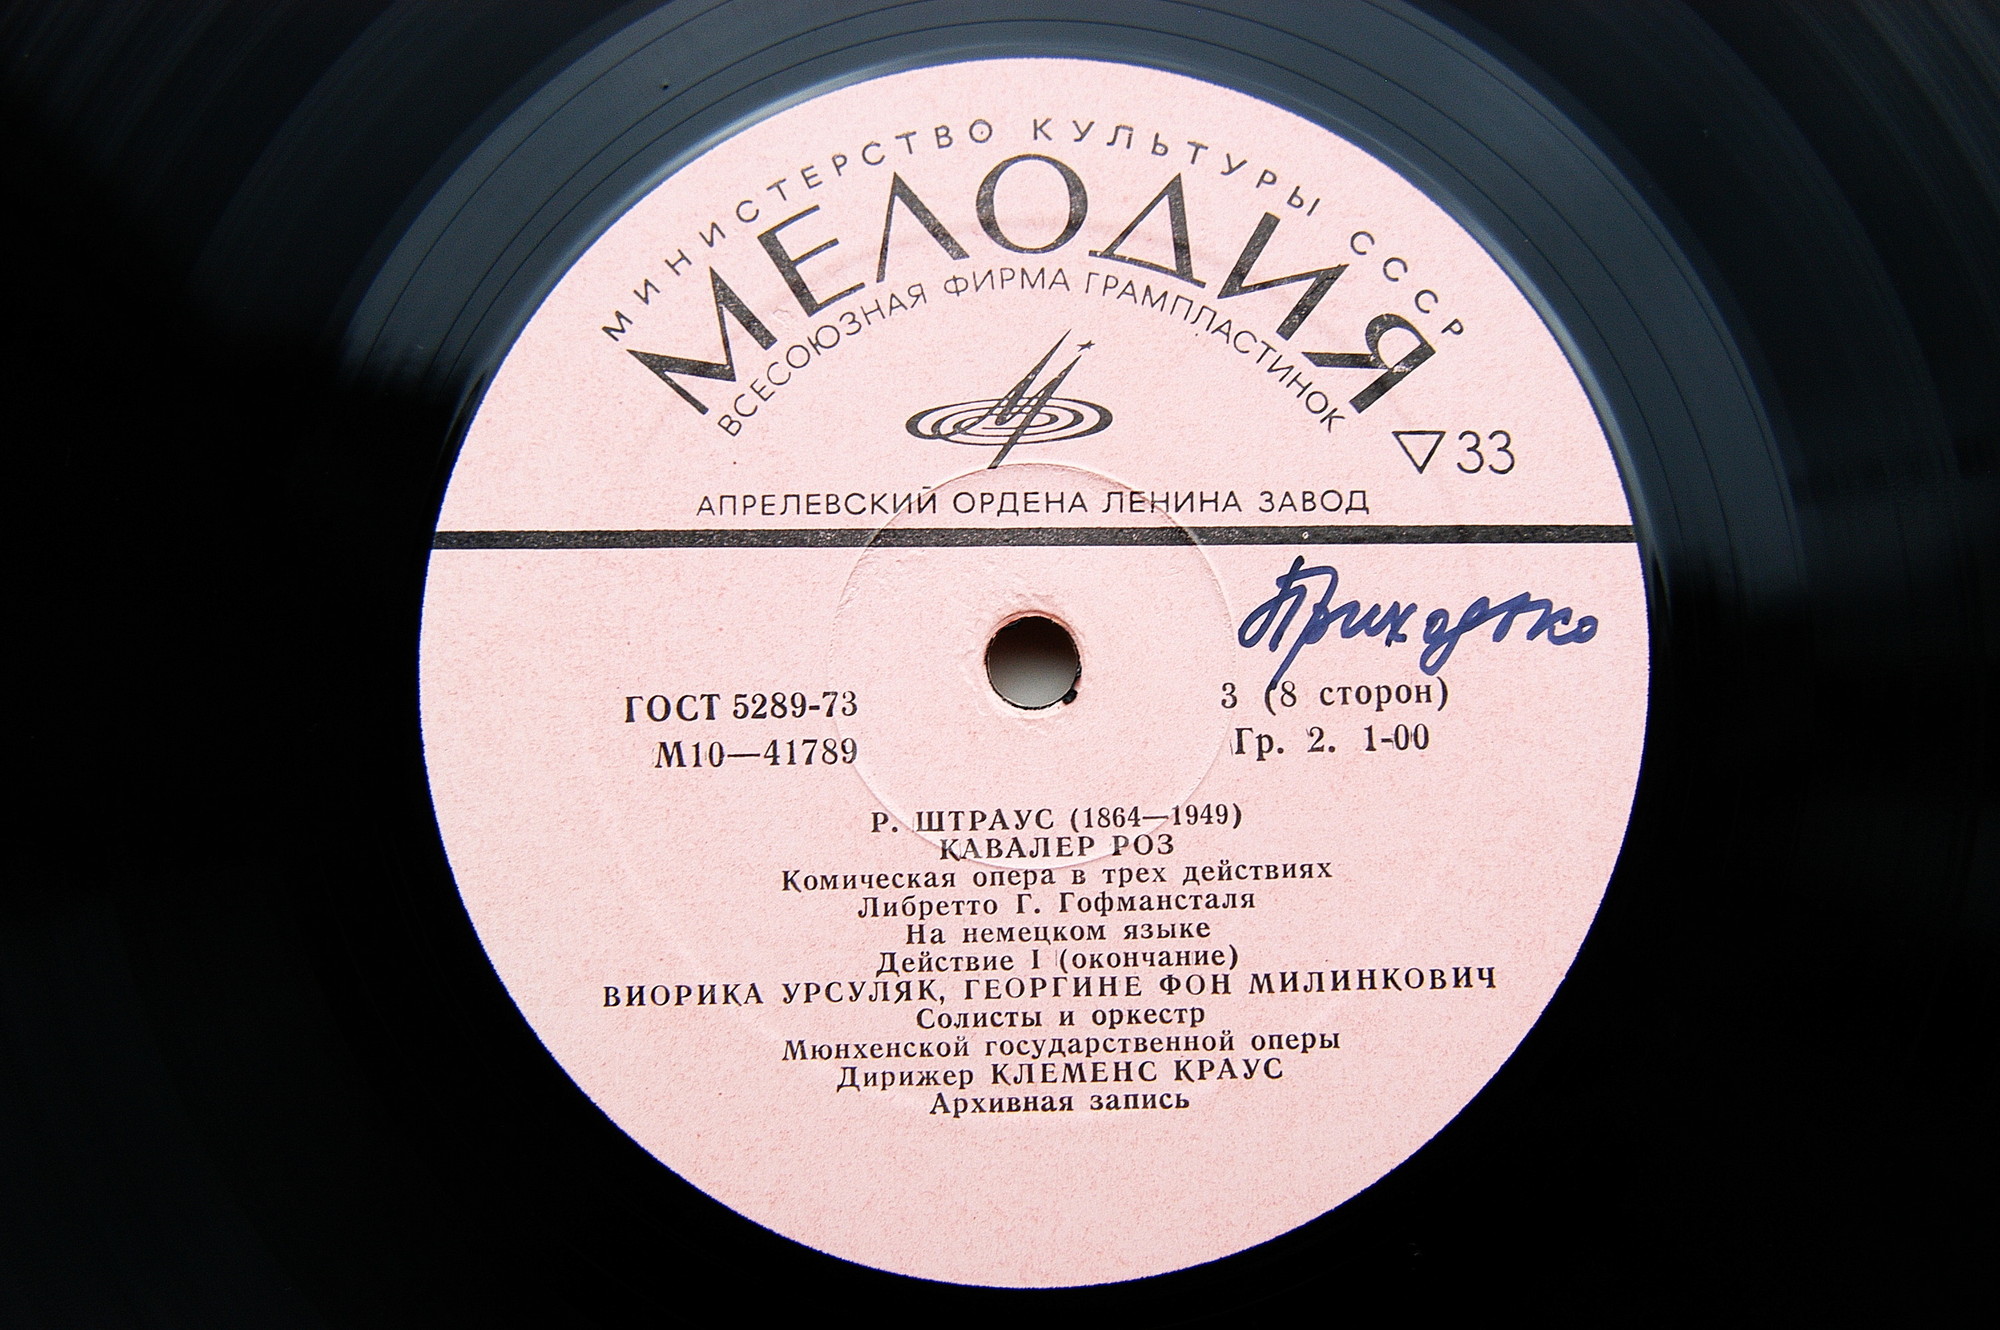 МИНИСТЕРСТВО КУЛЬТУРЫ СССР
МЕЛОДИЯ
ВСЕСОЮЗНАЯ ФИРМА ГРАМПЛАСТИНОК
33
АПРЕЛЕВСКИЙ ОРДЕНА ЛЕНИНА ЗАВОД
Приходько
ГОСТ 5289-73
3 (8 сторон)
М10—41789
Гр. 2. 1-00
Р. ШТРАУС (1864—1949)
КАВАЛЕР РОЗ
Комическая опера в трех действиях
Либретто Г. Гофмансталя
На немецком языке
Действие I (окончание)
ВИОРИКА УРСУЛЯК, ГЕОРГИНЕ ФОН МИЛИНКОВИЧ
Солисты и оркестр
Мюнхенской государственной оперы
Дирижер КЛЕМЕНС КРАУС
Архивная запись